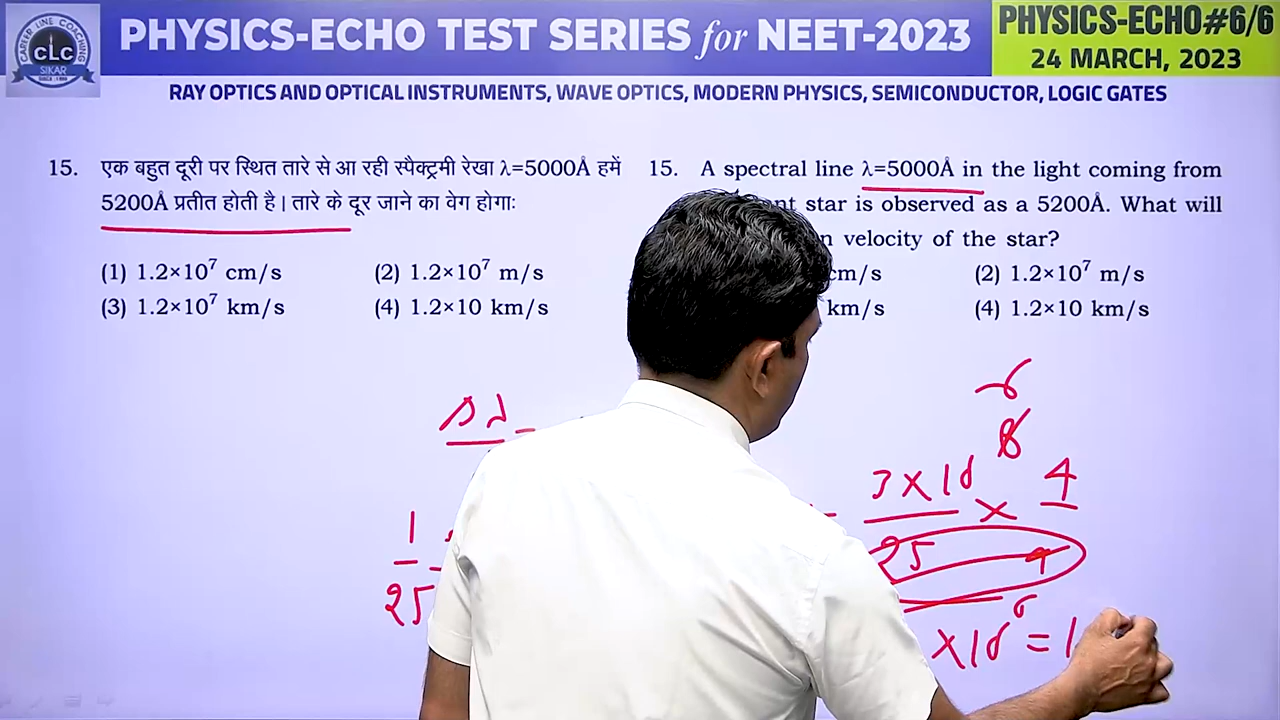 CAREER LINE COACHING
CLC
SIKAR
PHYSICS-ECHO TEST SERIES for NEET-2023
PHYSICS-ECHO#6/6
24 MARCH, 2023
RAY OPTICS AND OPTICAL INSTRUMENTS, WAVE OPTICS, MODERN PHYSICS, SEMICONDUCTOR, LOGIC GATES
15. एक बहुत दूरी पर स्थित तारे से आ रही स्पैक्ट्रमी रेखा λ=5000Å हमें
5200Å प्रतीत होती है। तारे के दूर जाने का वेग होगाः
(1) 1.2×10⁷ cm/s (2) 1.2×10⁷ m/s
(3) 1.2×10⁷ km/s (4) 1.2×10 km/s
15. A spectral line λ=5000Å in the light coming from
star is observed as a 5200Å. What will
velocity of the star?
cm/s (2) 1.2×10⁷ m/s
km/s (4) 1.2×10 km/s
Δλ =
1
25
6
8
= 3×10 × 4
25 4
×10⁶ = 1